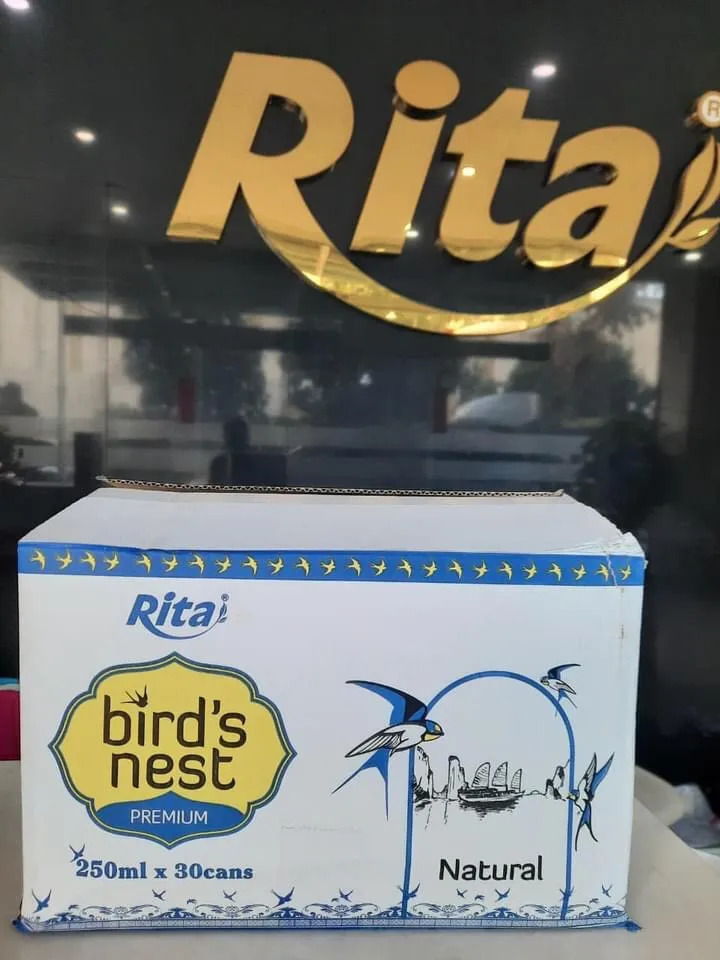 Rita
®
Rita
bird's
nest
PREMIUM
250ml x 30cans
Natural